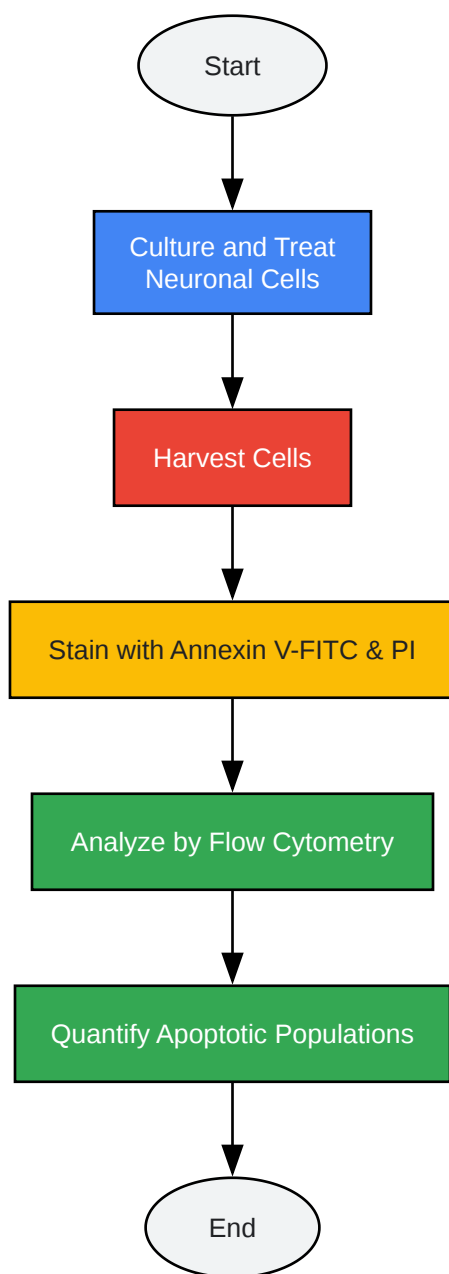 Start
Culture and Treat
Neuronal Cells
Harvest Cells
Stain with Annexin V-FITC & PI
Analyze by Flow Cytometry
Quantify Apoptotic Populations
End